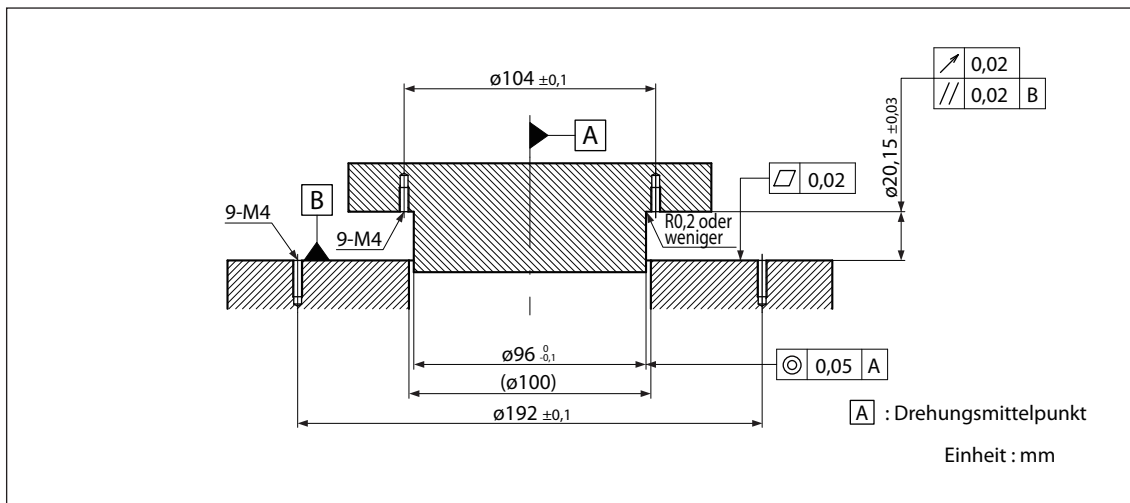 ↗ 0,02
// 0,02 B
ø104 ±0,1
A
ø20,15 ±0,03
⏥ 0,02
B
9-M4
9-M4
R0,2 oder
weniger
ø96 0 -0,1
◎ 0,05 A
(ø100)
ø192 ±0,1
A : Drehungsmittelpunkt
Einheit : mm